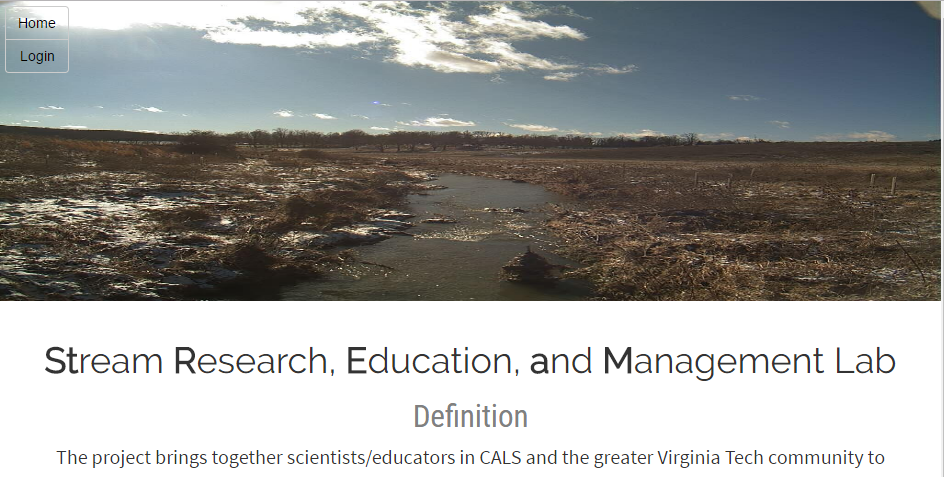 Home
Login
Stream Research, Education, and Management Lab
Definition
The project brings together scientists/educators in CALS and the greater Virginia Tech community to